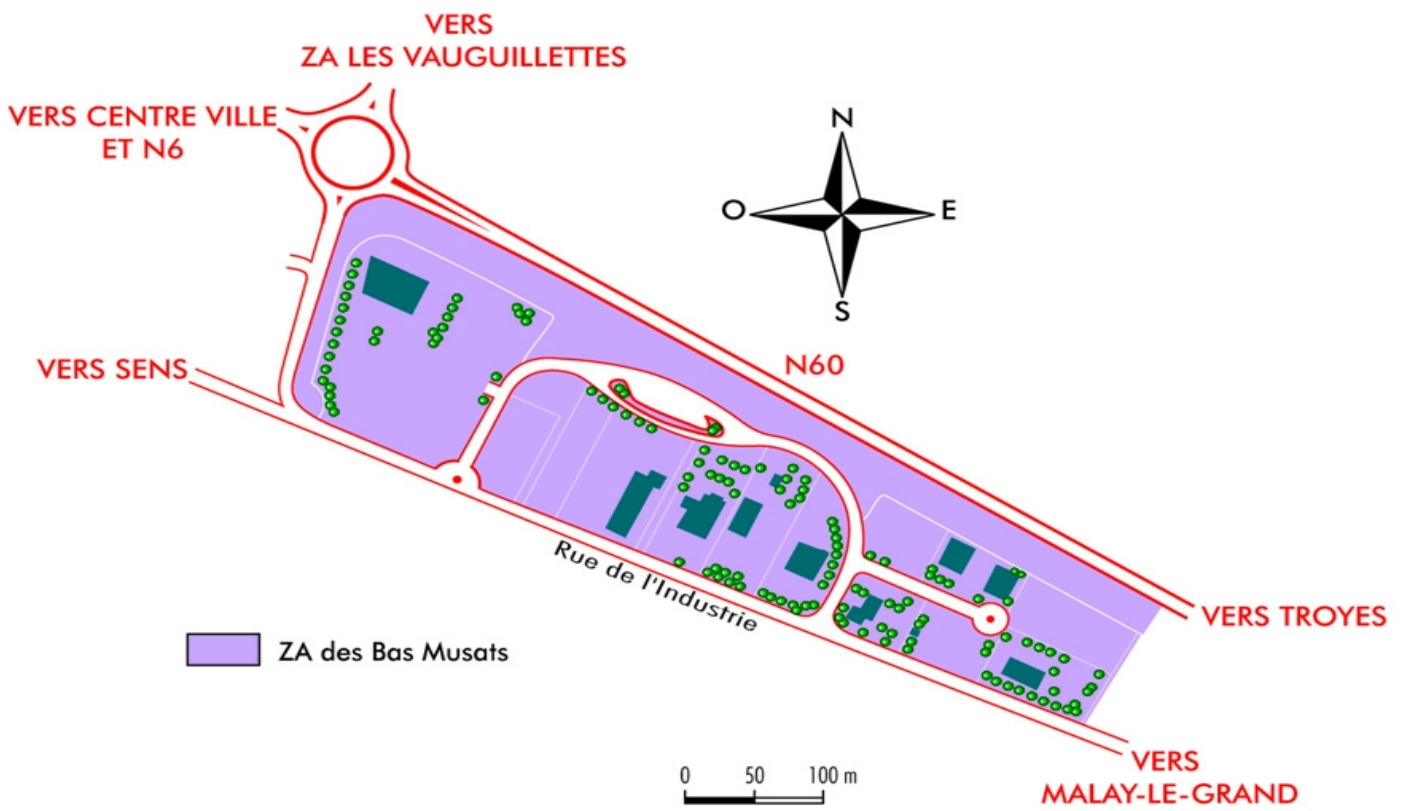 VERS
ZA LES VAUGUILLETTES
VERS CENTRE VILLE
ET N6
N
O
E
S
VERS SENS
N60
VERS TROYES
Rue de l'Industrie
ZA des Bas Musats
VERS
MALAY-LE-GRAND
0 50 100 m